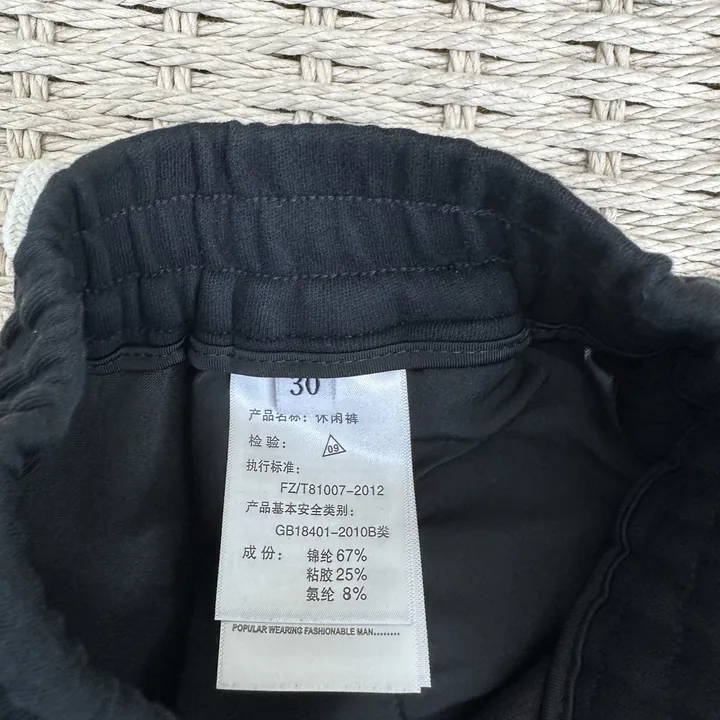 30
产品名称: 休闲裤
检验: 09
执行标准:
FZ/T81007-2012
产品基本安全类别:
GB18401-2010B类
成份: 锦纶 67%
粘胶 25%
氨纶 8%
POPULAR WEARING FASHIONABLE MAN........